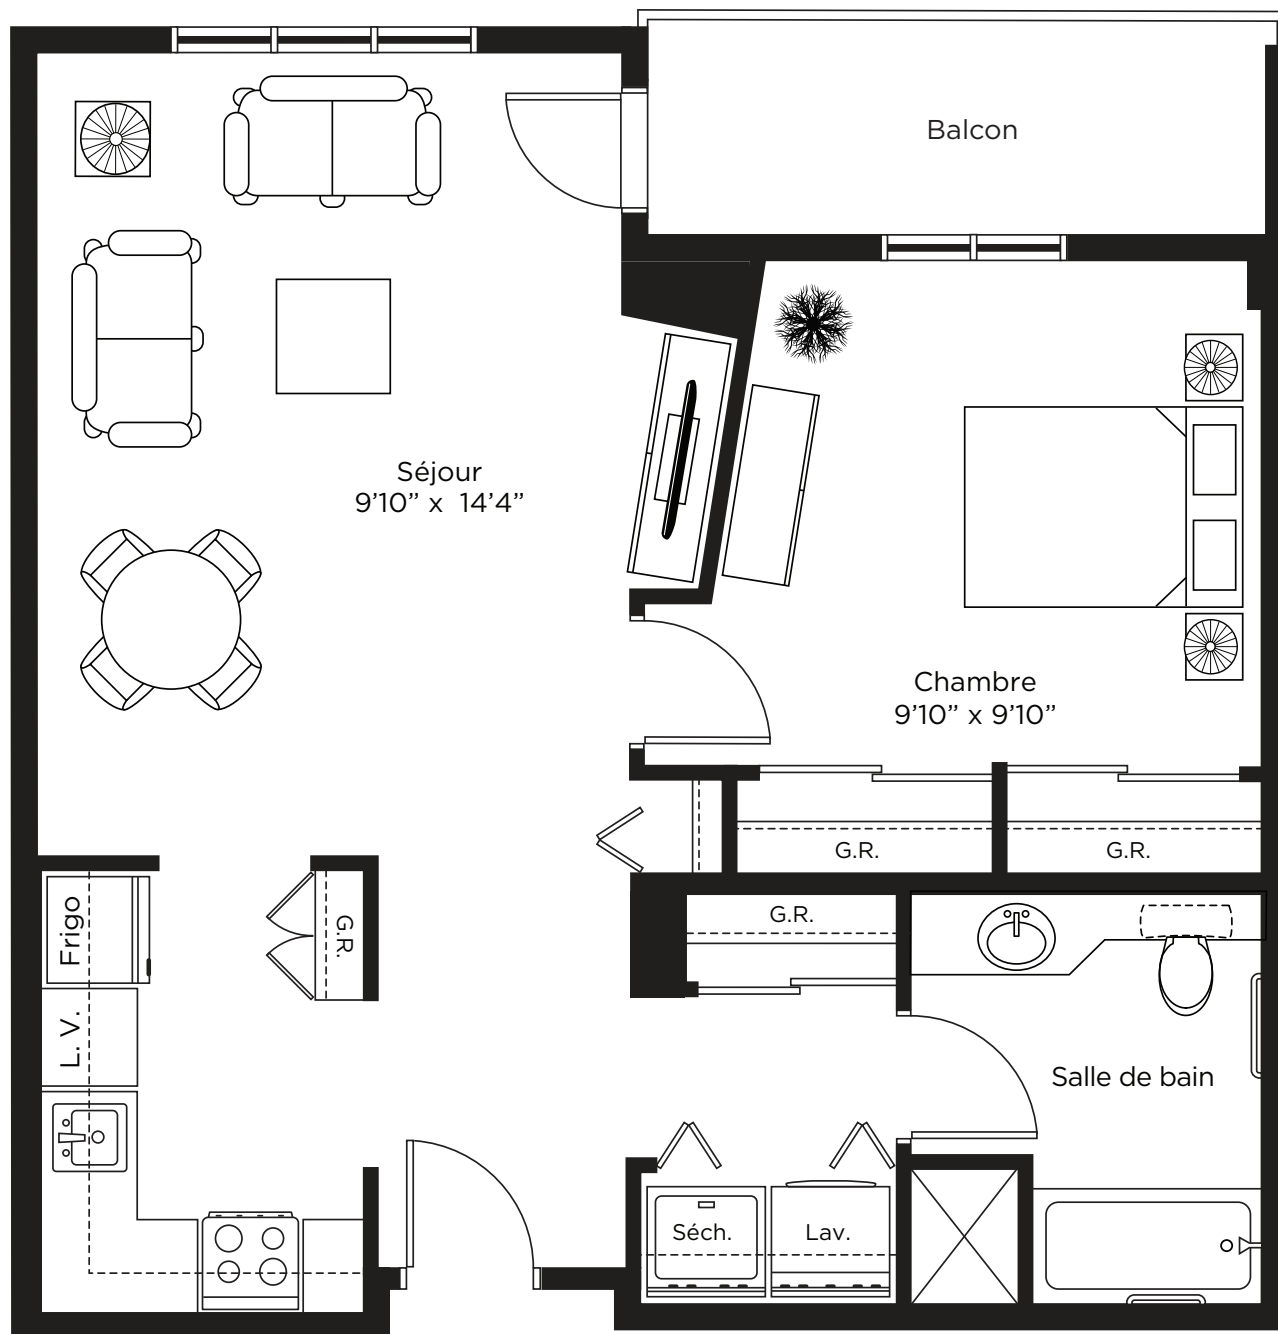 Balcon
Séjour
9’10” x 14’4”
Chambre
9’10” x 9’10”
G.R.
G.R.
G.R.
G.R.
Frigo
L. V.
Salle de bain
Séch.
Lav.